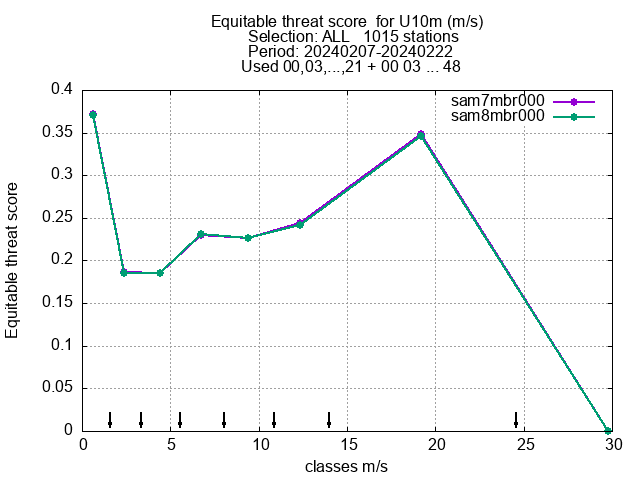 Equitable threat score  for U10m (m/s)
Selection: ALL   1015 stations
Period: 20240207-20240222
Used 00,03,...,21 + 00 03 ... 48
sam7mbr000
sam8mbr000
Equitable threat score
0.4
0.35
0.3
0.25
0.2
0.15
0.1
0.05
0
0 5 10 15 20 25 30
classes m/s